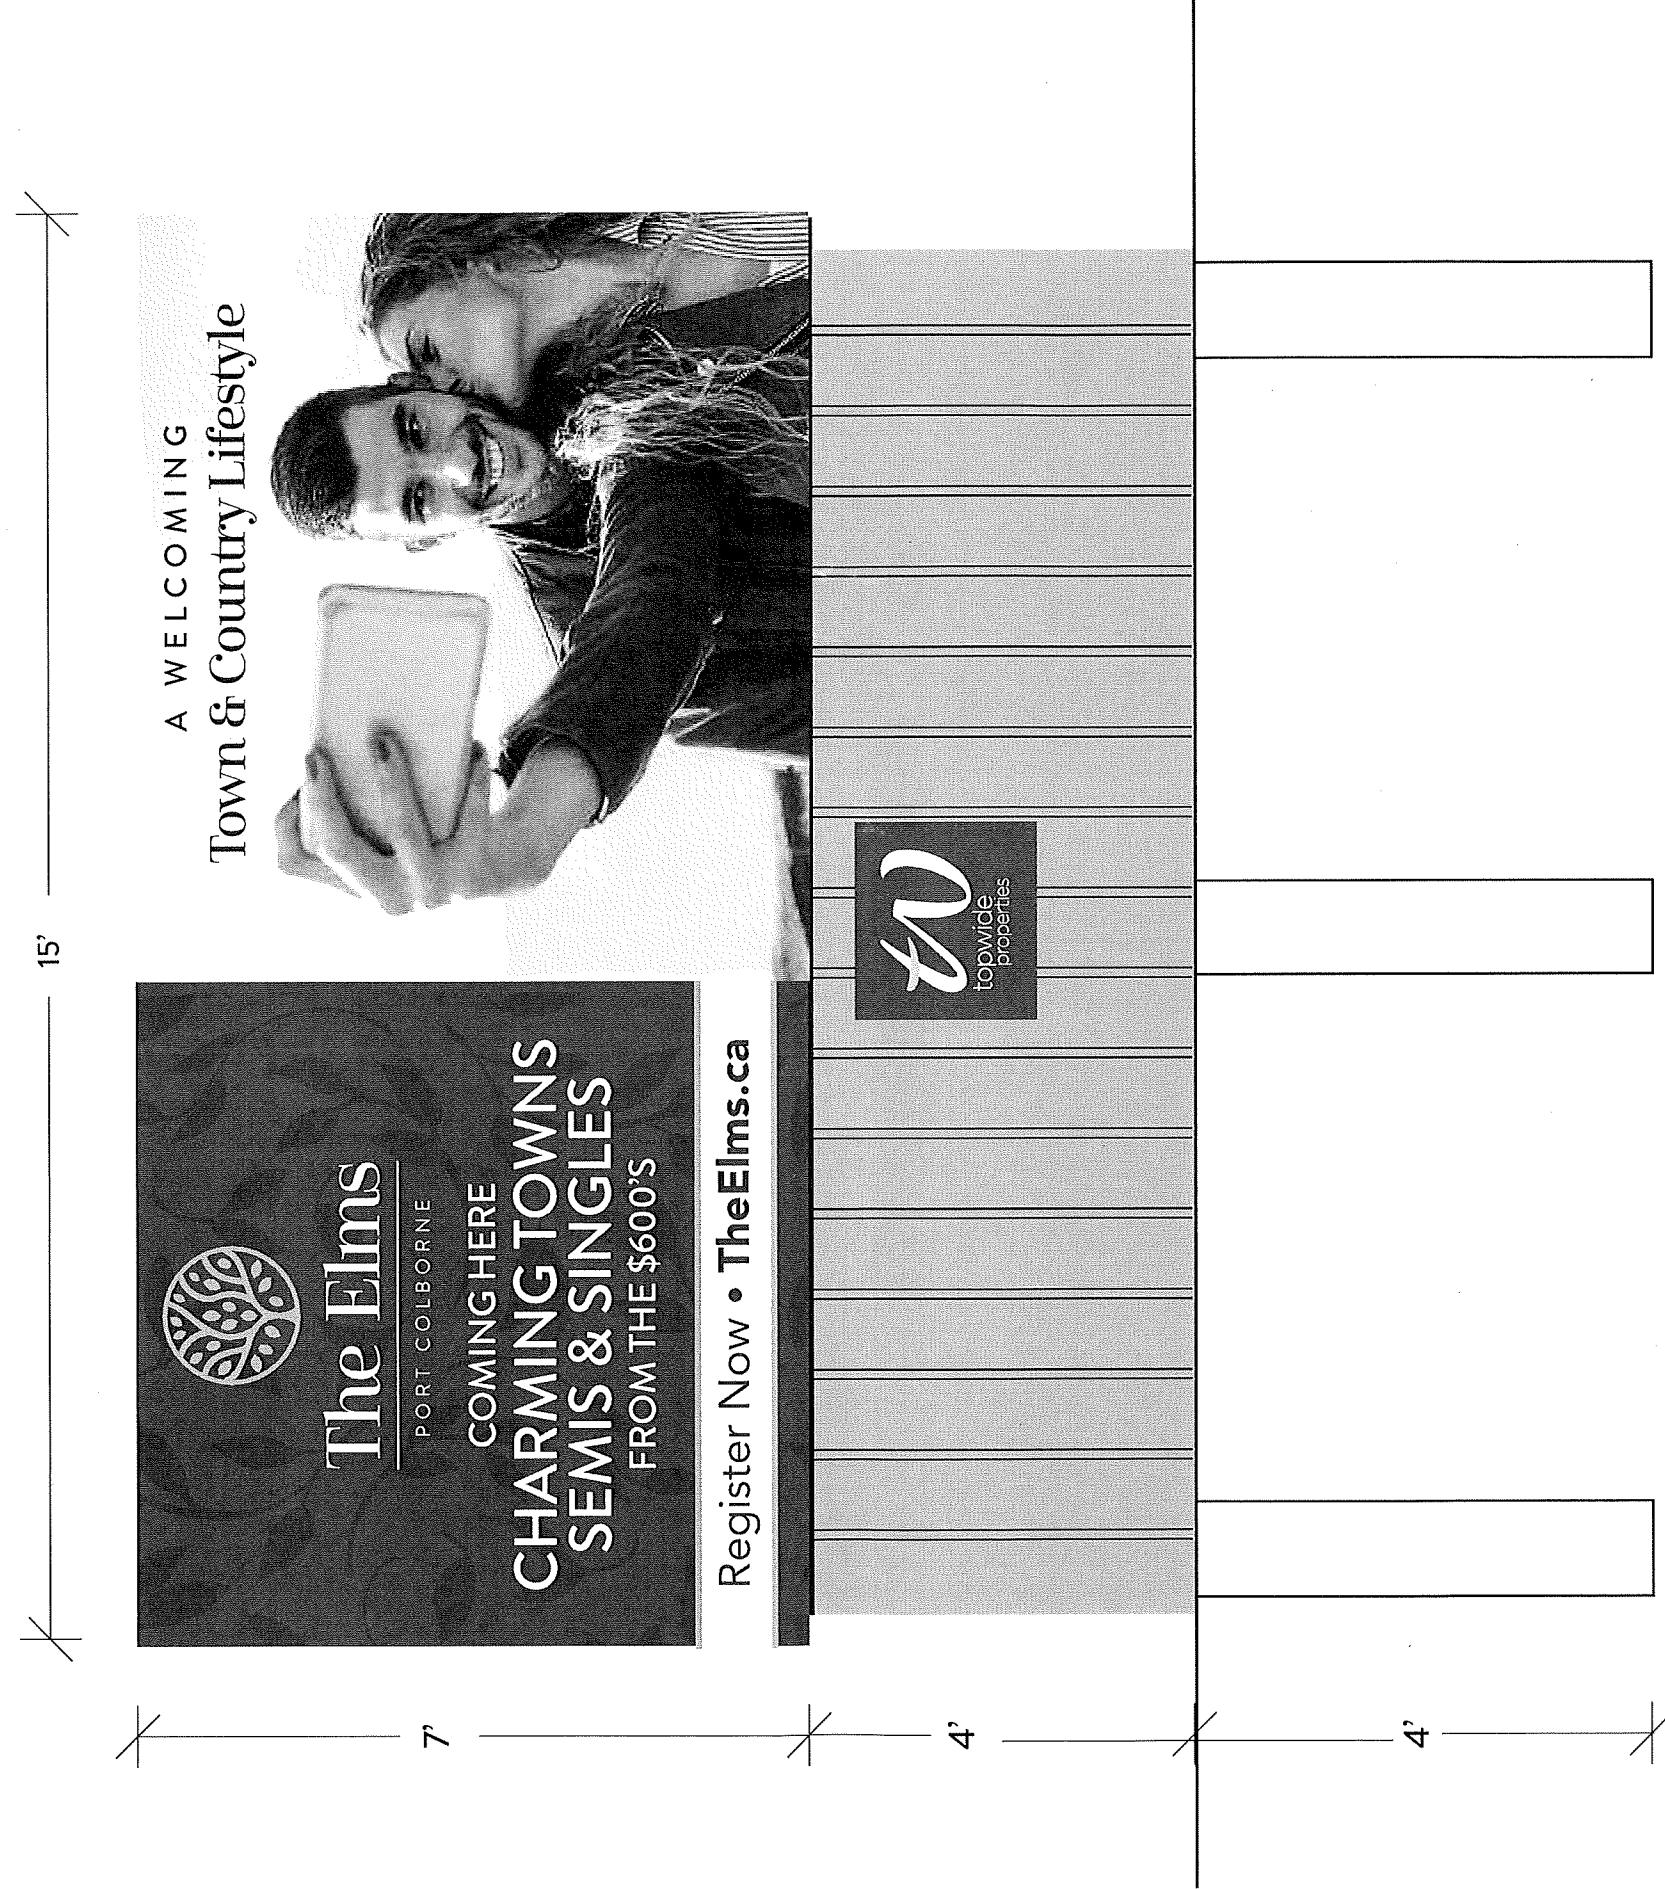 15'
The Elms
PORT COLBORNE
COMING HERE
CHARMING TOWNS
SEMIS & SINGLES
FROM THE $600'S
Register Now • TheElms.ca
A WELCOMING
Town & Country Lifestyle
7'
tw
topwide
properties
4'
4'